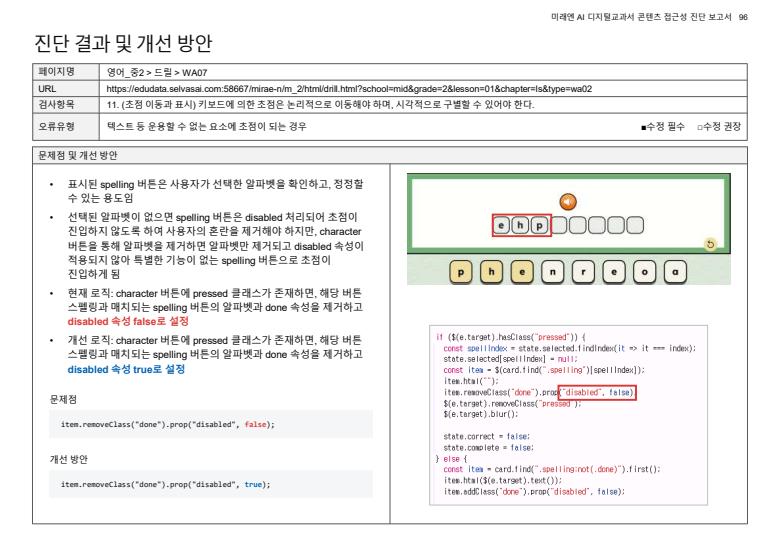 미래엔 AI 디지털교과서 콘텐츠 접근성 진단 보고서 96
진단 결과 및 개선 방안
페이지명 영어_중2 > 드릴 > WA07
URL https://edudata.selvasai.com:58667/mirae-n/m_2/html/drill.html?school=mid&grade=2&lesson=01&chapter=ls&type=wa02
검사항목 11. (초점 이동과 표시) 키보드에 의한 초점은 논리적으로 이동해야 하며, 시각적으로 구별할 수 있어야 한다.
오류유형 텍스트 등 운용할 수 없는 요소에 초점이 되는 경우 ■수정 필수 □수정 권장
문제점 및 개선 방안
• 표시된 spelling 버튼은 사용자가 선택한 알파벳을 확인하고, 정정할
수 있는 용도임
• 선택된 알파벳이 없으면 spelling 버튼은 disabled 처리되어 초점이
진입하지 않도록 하여 사용자의 혼란을 제거해야 하지만, character
버튼을 통해 알파벳을 제거하면 알파벳만 제거되고 disabled 속성이
적용되지 않아 특별한 기능이 없는 spelling 버튼으로 초점이
진입하게 됨
• 현재 로직: character 버튼에 pressed 클래스가 존재하면, 해당 버튼
스펠링과 매치되는 spelling 버튼의 알파벳과 done 속성을 제거하고
disabled 속성 false로 설정
• 개선 로직: character 버튼에 pressed 클래스가 존재하면, 해당 버튼
스펠링과 매치되는 spelling 버튼의 알파벳과 done 속성을 제거하고
disabled 속성 true로 설정
문제점
item.removeClass("done").prop("disabled", false);
개선 방안
item.removeClass("done").prop("disabled", true);
e h p
p h e n r e o a
if ($(e.target).hasClass("pressed")) {
const spellIndex = state.selected.findIndex(it => it === index);
state.selected[spellIndex] = null;
const item = $(card.find(".spelling")[spellIndex]);
item.html("");
item.removeClass("done").prop("disabled", false);
$(e.target).removeClass("pressed");
$(e.target).blur();
state.correct = false;
state.complete = false;
} else {
const item = card.find(".spelling:not(.done)").first();
item.html($(e.target).text());
item.addClass("done").prop("disabled", false);